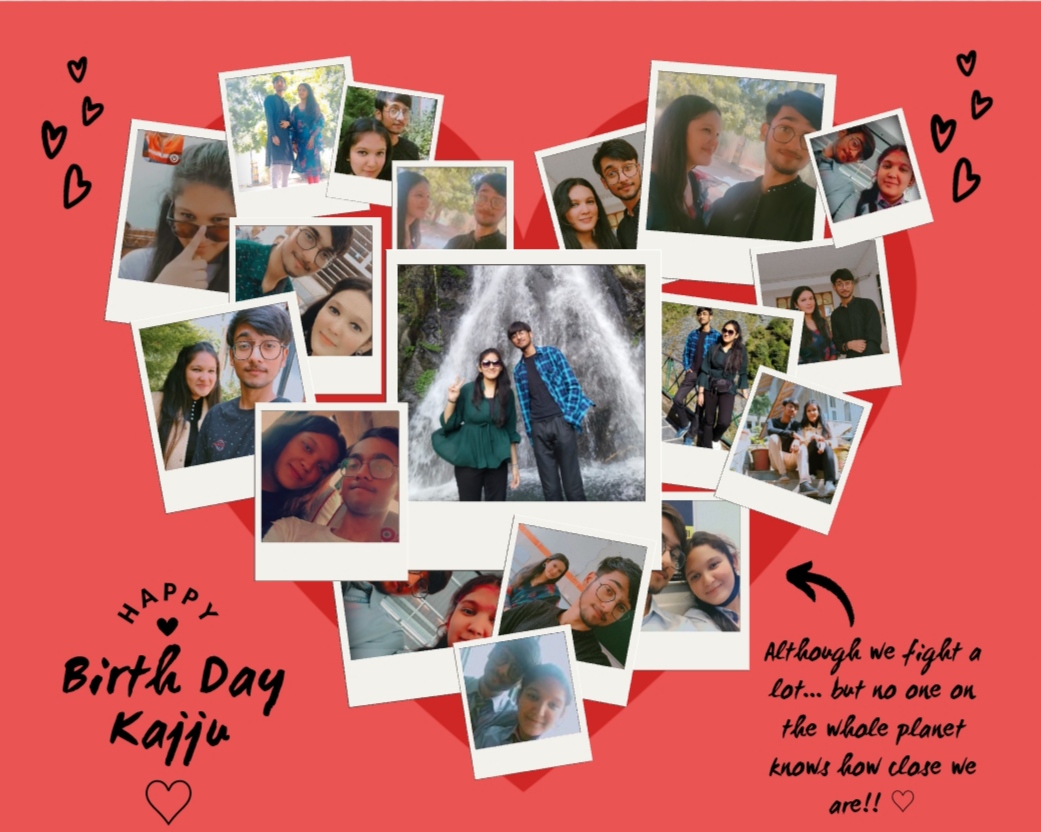 HAPPY
Birth Day
Kajju
Although we fight a
lot... but no one on
the whole planet
knows how close we
are!! ♡